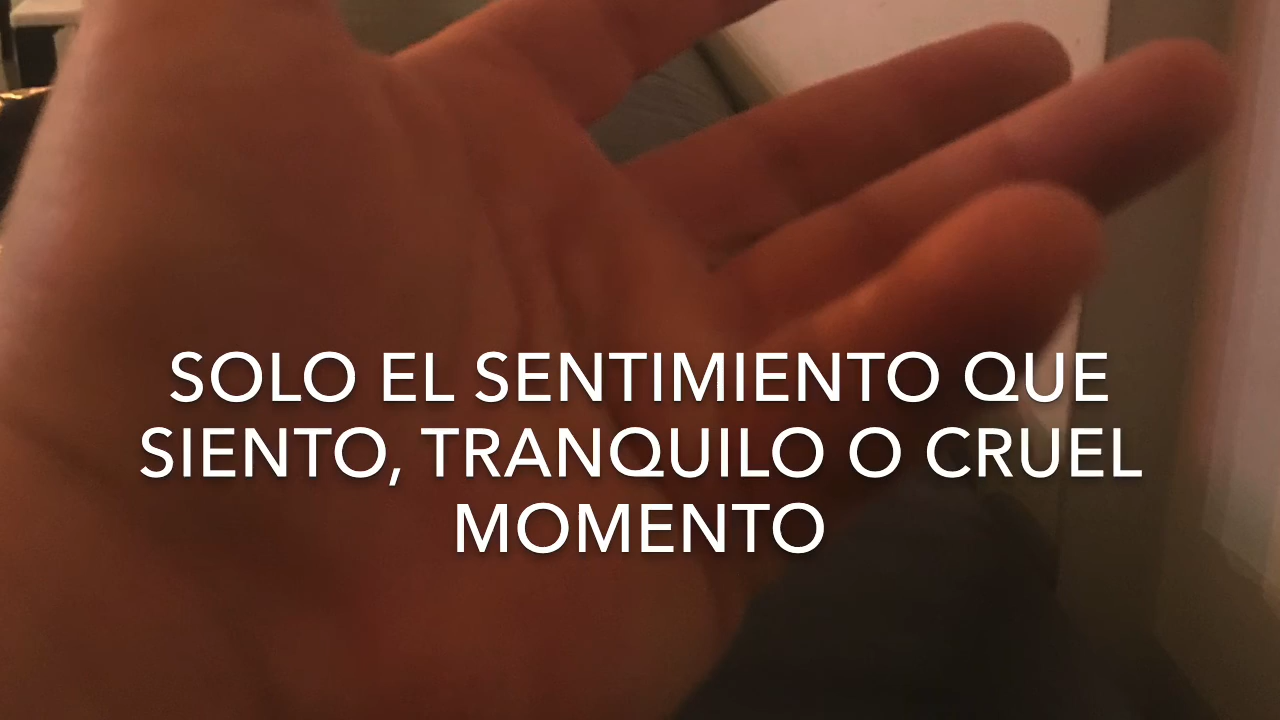 SOLO EL SENTIMIENTO QUE
SIENTO, TRANQUILO O CRUEL
MOMENTO